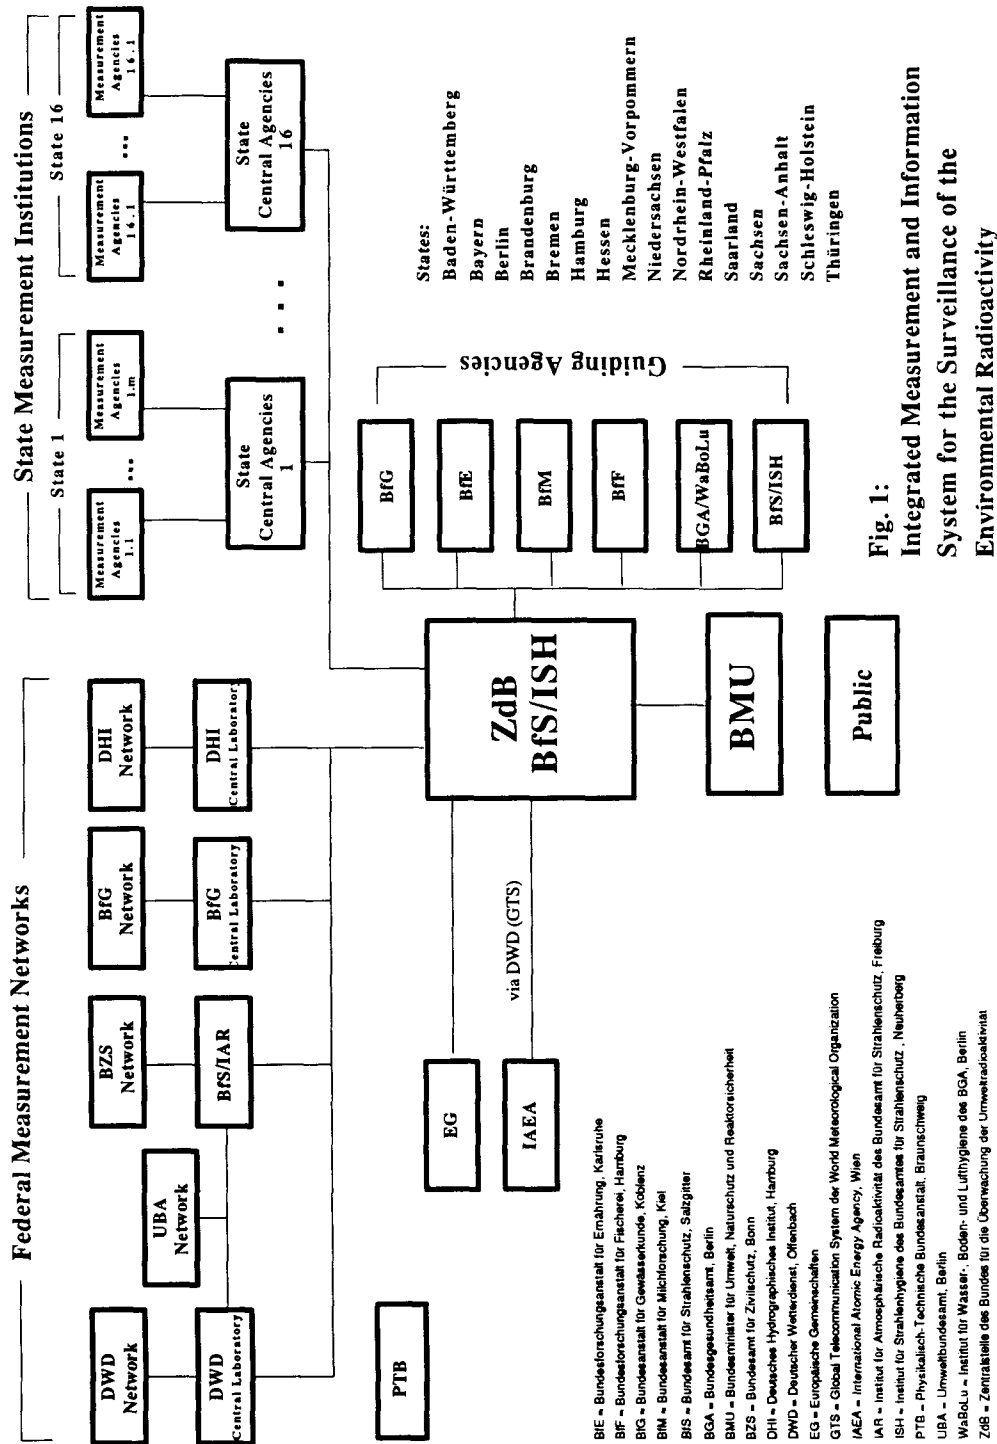 Federal Measurement Networks
State Measurement Institutions
State 1
State 16
DWD
Network
UBA
Network
BZS
Network
BfG
Network
DHI
Network
Measurement
Agencies
1.1
...
Measurement
Agencies
1.m
Measurement
Agencies
16.1
...
Measurement
Agencies
16.1
DWD
Central Laboratory
BfS/IAR
BfG
Central Laboratory
DHI
Central Laboratory
State
Central Agencies
1
. . .
State
Central Agencies
16
PTB
EG
IAEA
via DWD (GTS)
ZdB
BfS/ISH
BMU
Public
BfG
BfE
BfM
BfF
BGA/WaBoLu
BfS/ISH
Guiding Agencies
States:
Baden-Württemberg
Bayern
Berlin
Brandenburg
Bremen
Hamburg
Hessen
Mecklenburg-Vorpommern
Niedersachsen
Nordrhein-Westfalen
Rheinland-Pfalz
Saarland
Sachsen
Sachsen-Anhalt
Schleswig-Holstein
Thüringen
BfE = Bundesforschungsanstalt für Ernährung, Karlsruhe
BfF = Bundesforschungsanstalt für Fischerei, Hamburg
BfG = Bundesanstalt für Gewässerkunde, Koblenz
BfM = Bundesanstalt für Milchforschung, Kiel
BfS = Bundesamt für Strahlenschutz, Salzgitter
BGA = Bundesgesundheitsamt, Berlin
BMU = Bundesminister für Umwelt, Naturschutz und Reaktorsicherheit
BZS = Bundesamt für Zivilschutz, Bonn
DHI = Deutsches Hydrographisches Institut, Hamburg
DWD = Deutscher Wetterdienst, Offenbach
EG = Europäische Gemeinschaften
GTS = Global Telecommunication System der World Meteorological Organization
IAEA = International Atomic Energy Agency, Wien
IAR = Institut für Atmosphärische Radioaktivität des Bundesamt für Strahlenschutz, Freiburg
ISH = Institut für Strahlenhygiene des Bundesamtes für Strahlenschutz , Neuherberg
PTB = Physikalisch-Technische Bundesanstalt, Braunschweig
UBA = Umweltbundesamt, Berlin
WaBoLu = Institut für Wasser-, Boden- und Lufthygiene des BGA, Berlin
ZdB = Zentralstelle des Bundes für die Überwachung der Umweltradioaktivität
Fig. 1:
Integrated Measurement and Information
System for the Surveillance of the
Environmental Radioactivity